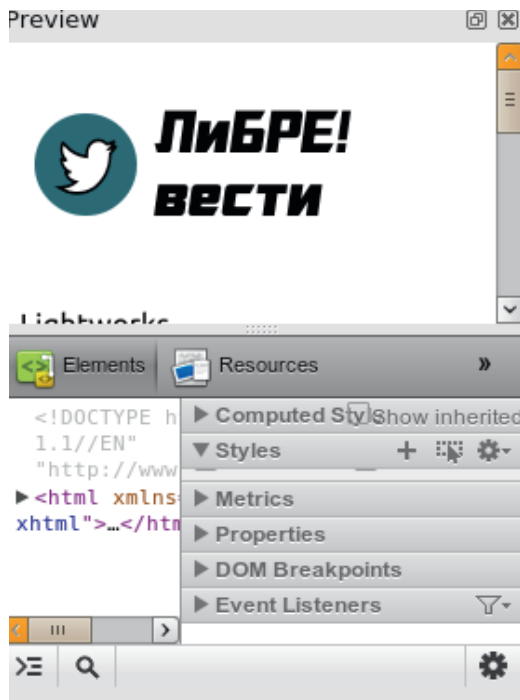 Preview
ЛиБРЕ!
вести
Lightworks
Elements
Resources
»
<!DOCTYPE h
1.1//EN"
"http://www
<html xmlns=
xhtml">…</htm
Computed Style
Show inherited
Styles
Metrics
Properties
DOM Breakpoints
Event Listeners